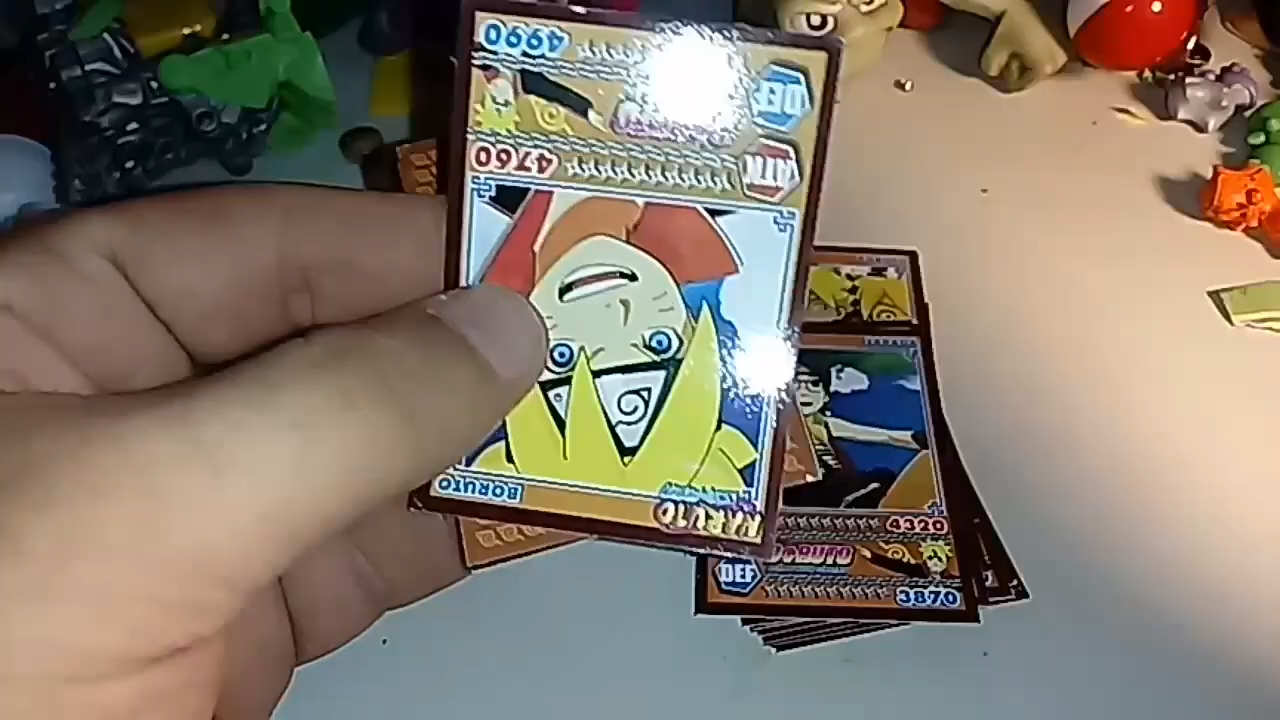 NARUTO
BORUTO
ATK
4760
DEF
4990
4320
BoRUTO
DEF
3870